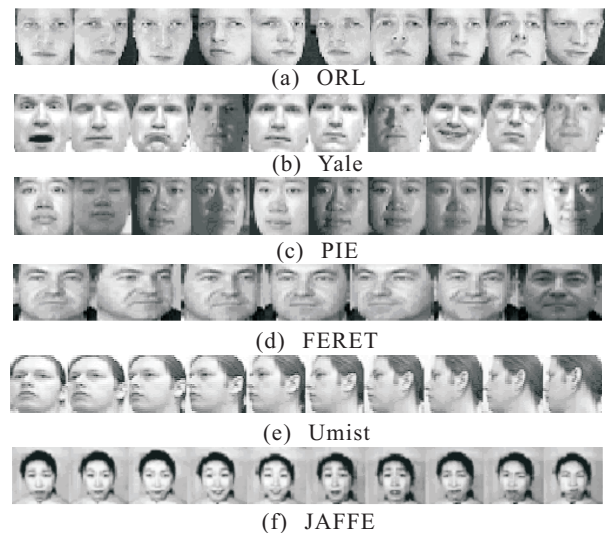 (a) ORL
(b) Yale
(c) PIE
(d) FERET
(e) Umist
(f) JAFFE